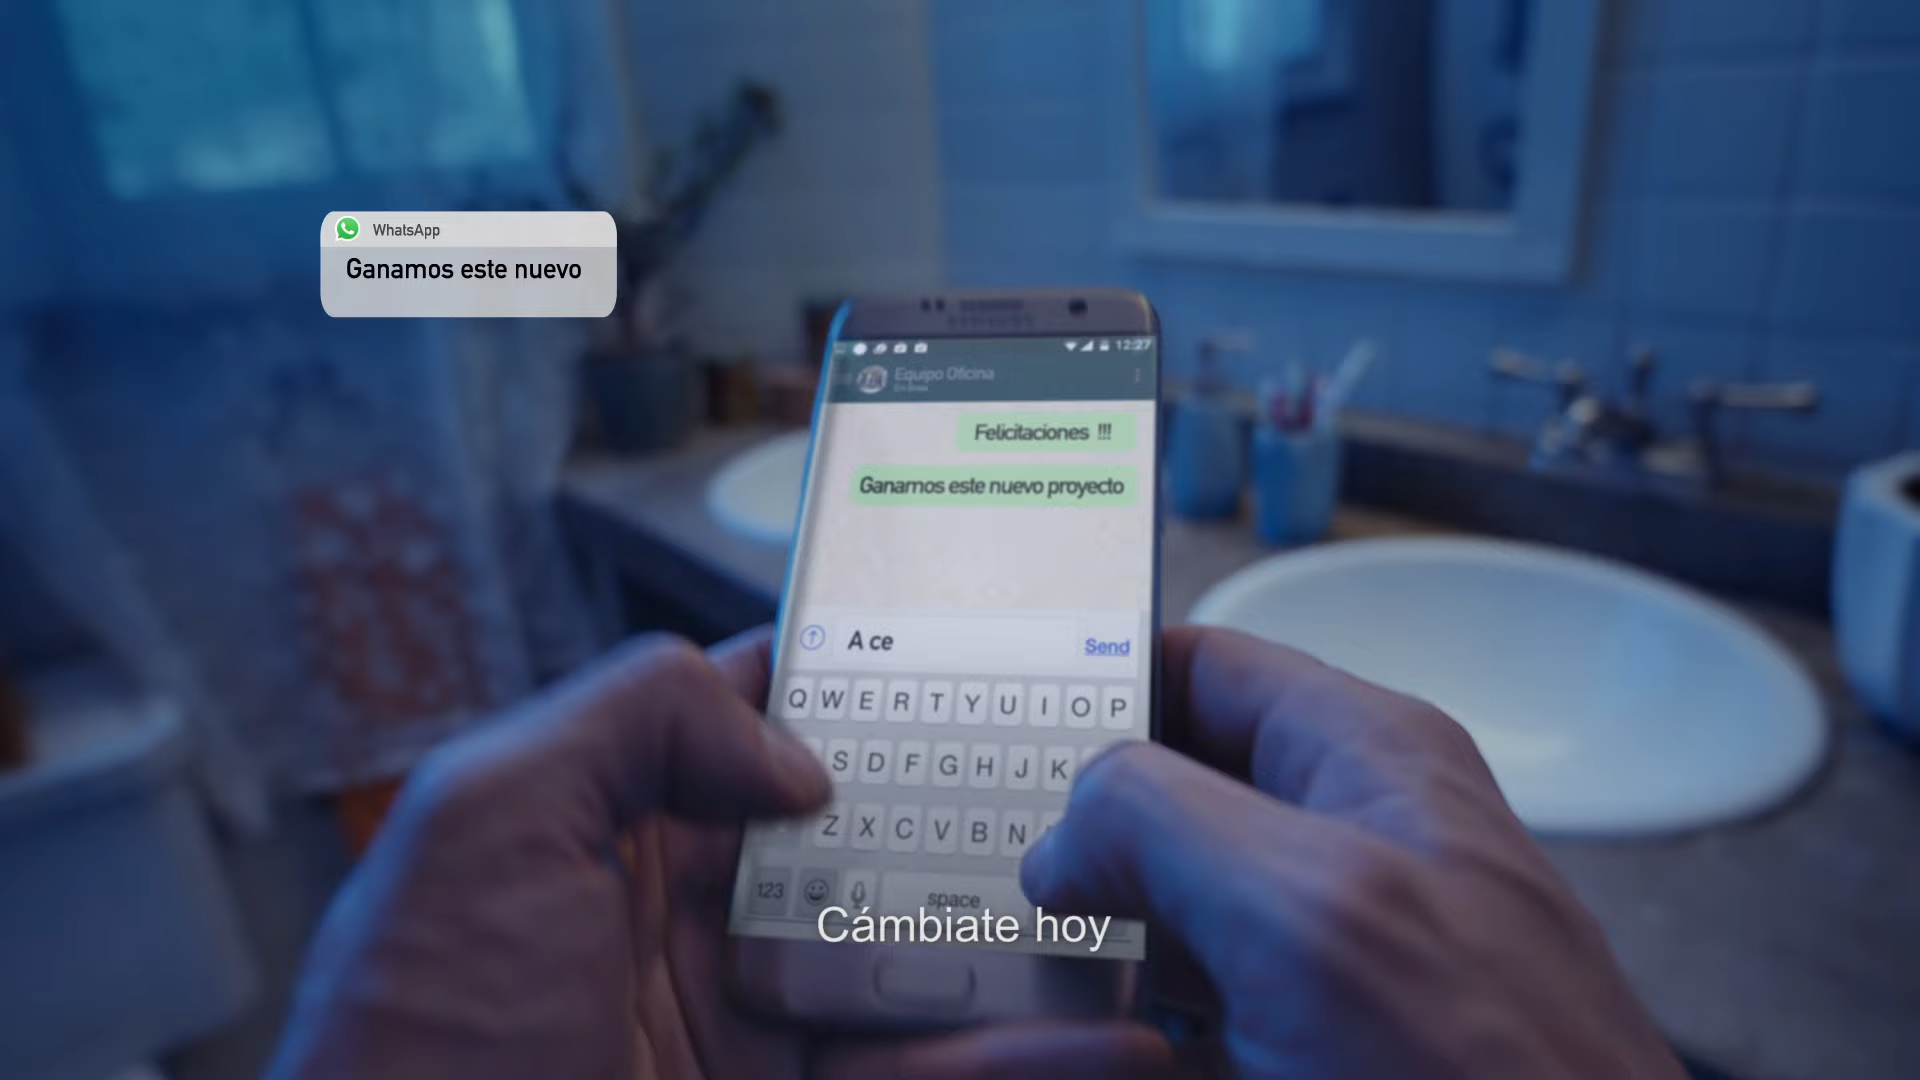 WhatsApp
Ganamos este nuevo
SAMSUNG
12:27
Equipo Oficina
Felicitaciones !!!
Ganamos este nuevo proyecto
A ce
Send
Q W E R T Y U I O P
S D F G H J K
Z X C V B N
123
space
Cámbiate hoy